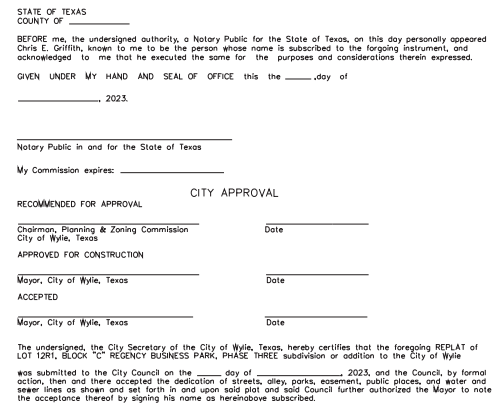 STATE OF TEXAS
COUNTY OF ____________
BEFORE me, the undersigned authority, a Notary Public for the State of Texas, on this day personally appeared
Chris E. Griffith, known to me to be the person whose name is subscribed to the forgoing instrument, and
acknowledged to me that he executed the same for the purposes and considerations therein expressed.
GIVEN UNDER MY HAND AND SEAL OF OFFICE this the _____,day of
_______________, 2023.
Notary Public in and for the State of Texas
My Commission expires: ___________________
CITY APPROVAL
RECOMMENDED FOR APPROVAL
Chairman, Planning & Zoning Commission Date
City of Wylie, Texas
APPROVED FOR CONSTRUCTION
Mayor, City of Wylie, Texas Date
ACCEPTED
Mayor, City of Wylie, Texas Date
The undersigned, the City Secretary of the City of Wylie, Texas, hereby certifies that the foregoing REPLAT of
LOT 12R1, BLOCK "C" REGENCY BUSINESS PARK, PHASE THREE subdivision or addition to the City of Wylie
was submitted to the City Council on the _____ day of ________________, 2023, and the Council, by formal
action, then and there accepted the dedication of streets, alley, parks, easement, public places, and water and
sewer lines as shown and set forth in and upon said plat and said Council further authorized the Mayor to note
the acceptance thereof by signing his name as hereinabove subscribed.